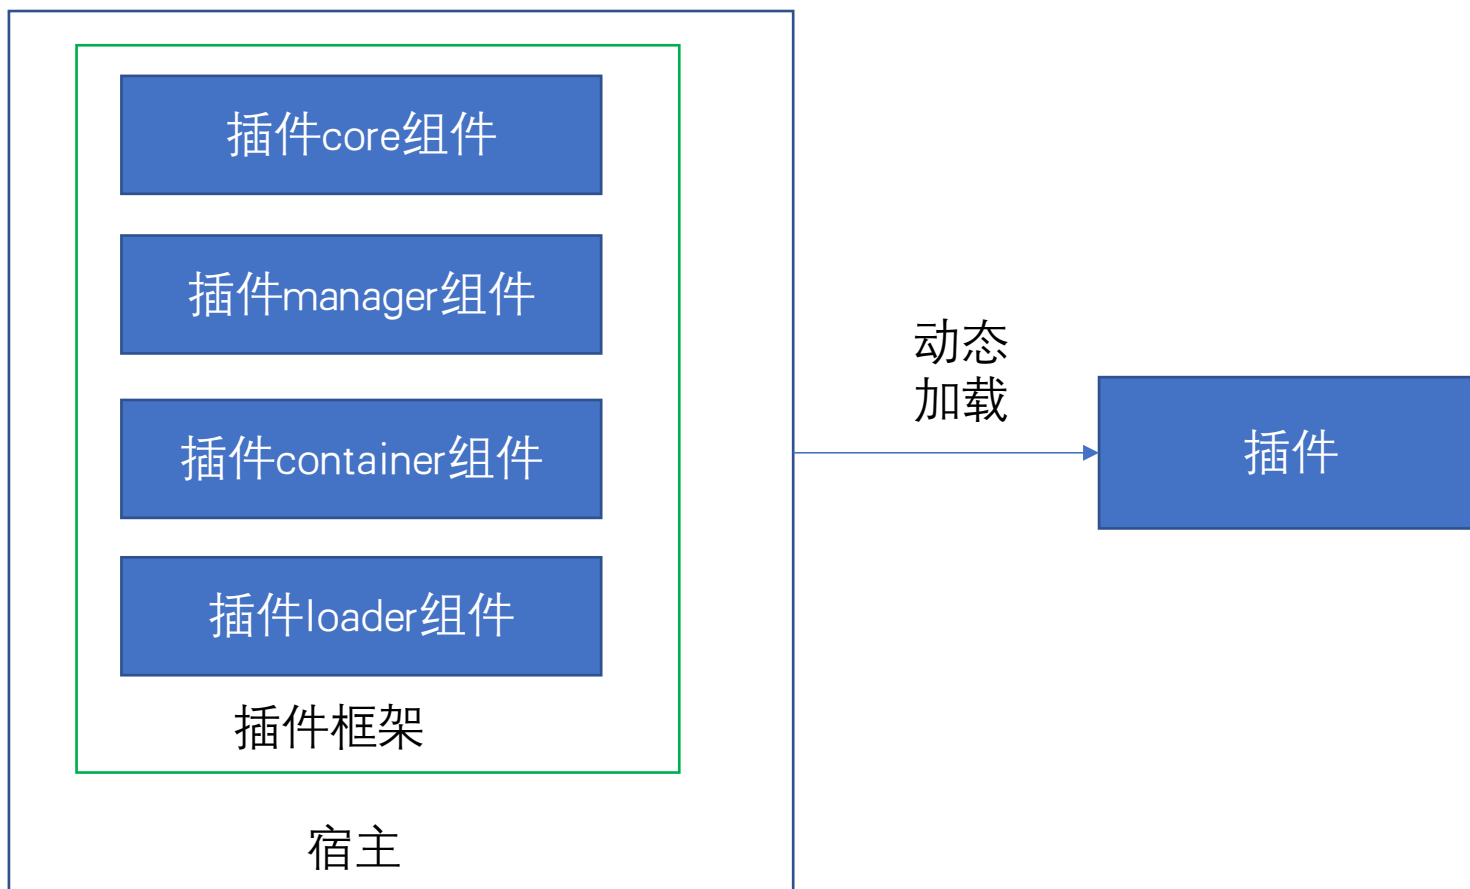 插件core组件
插件manager组件
插件container组件
插件loader组件
插件框架
宿主
动态
加载
插件